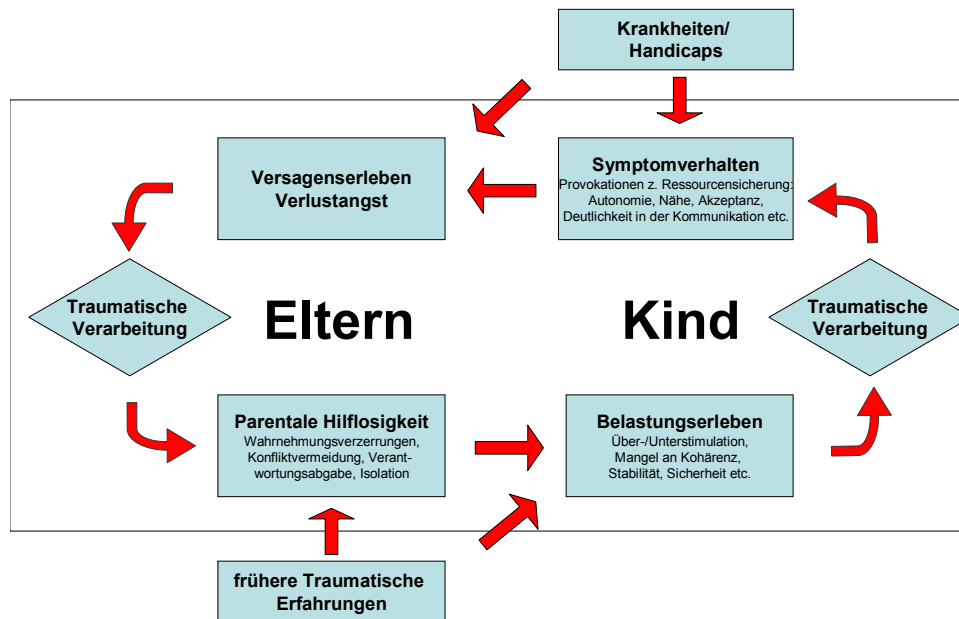 Krankheiten/
Handicaps
Versagenserleben
Verlustangst
Symptomverhalten
Provokationen z. Ressourcensicherung:
Autonomie, Nähe, Akzeptanz,
Deutlichkeit in der Kommunikation etc.
Traumatische
Verarbeitung
Eltern
Kind
Traumatische
Verarbeitung
Parentale Hilflosigkeit
Wahrnehmungsverzerrungen,
Konfliktvermeidung, Verant-
wortungsabgabe, Isolation
Belastungserleben
Über-/Unterstimulation,
Mangel an Kohärenz,
Stabilität, Sicherheit etc.
frühere Traumatische
Erfahrungen